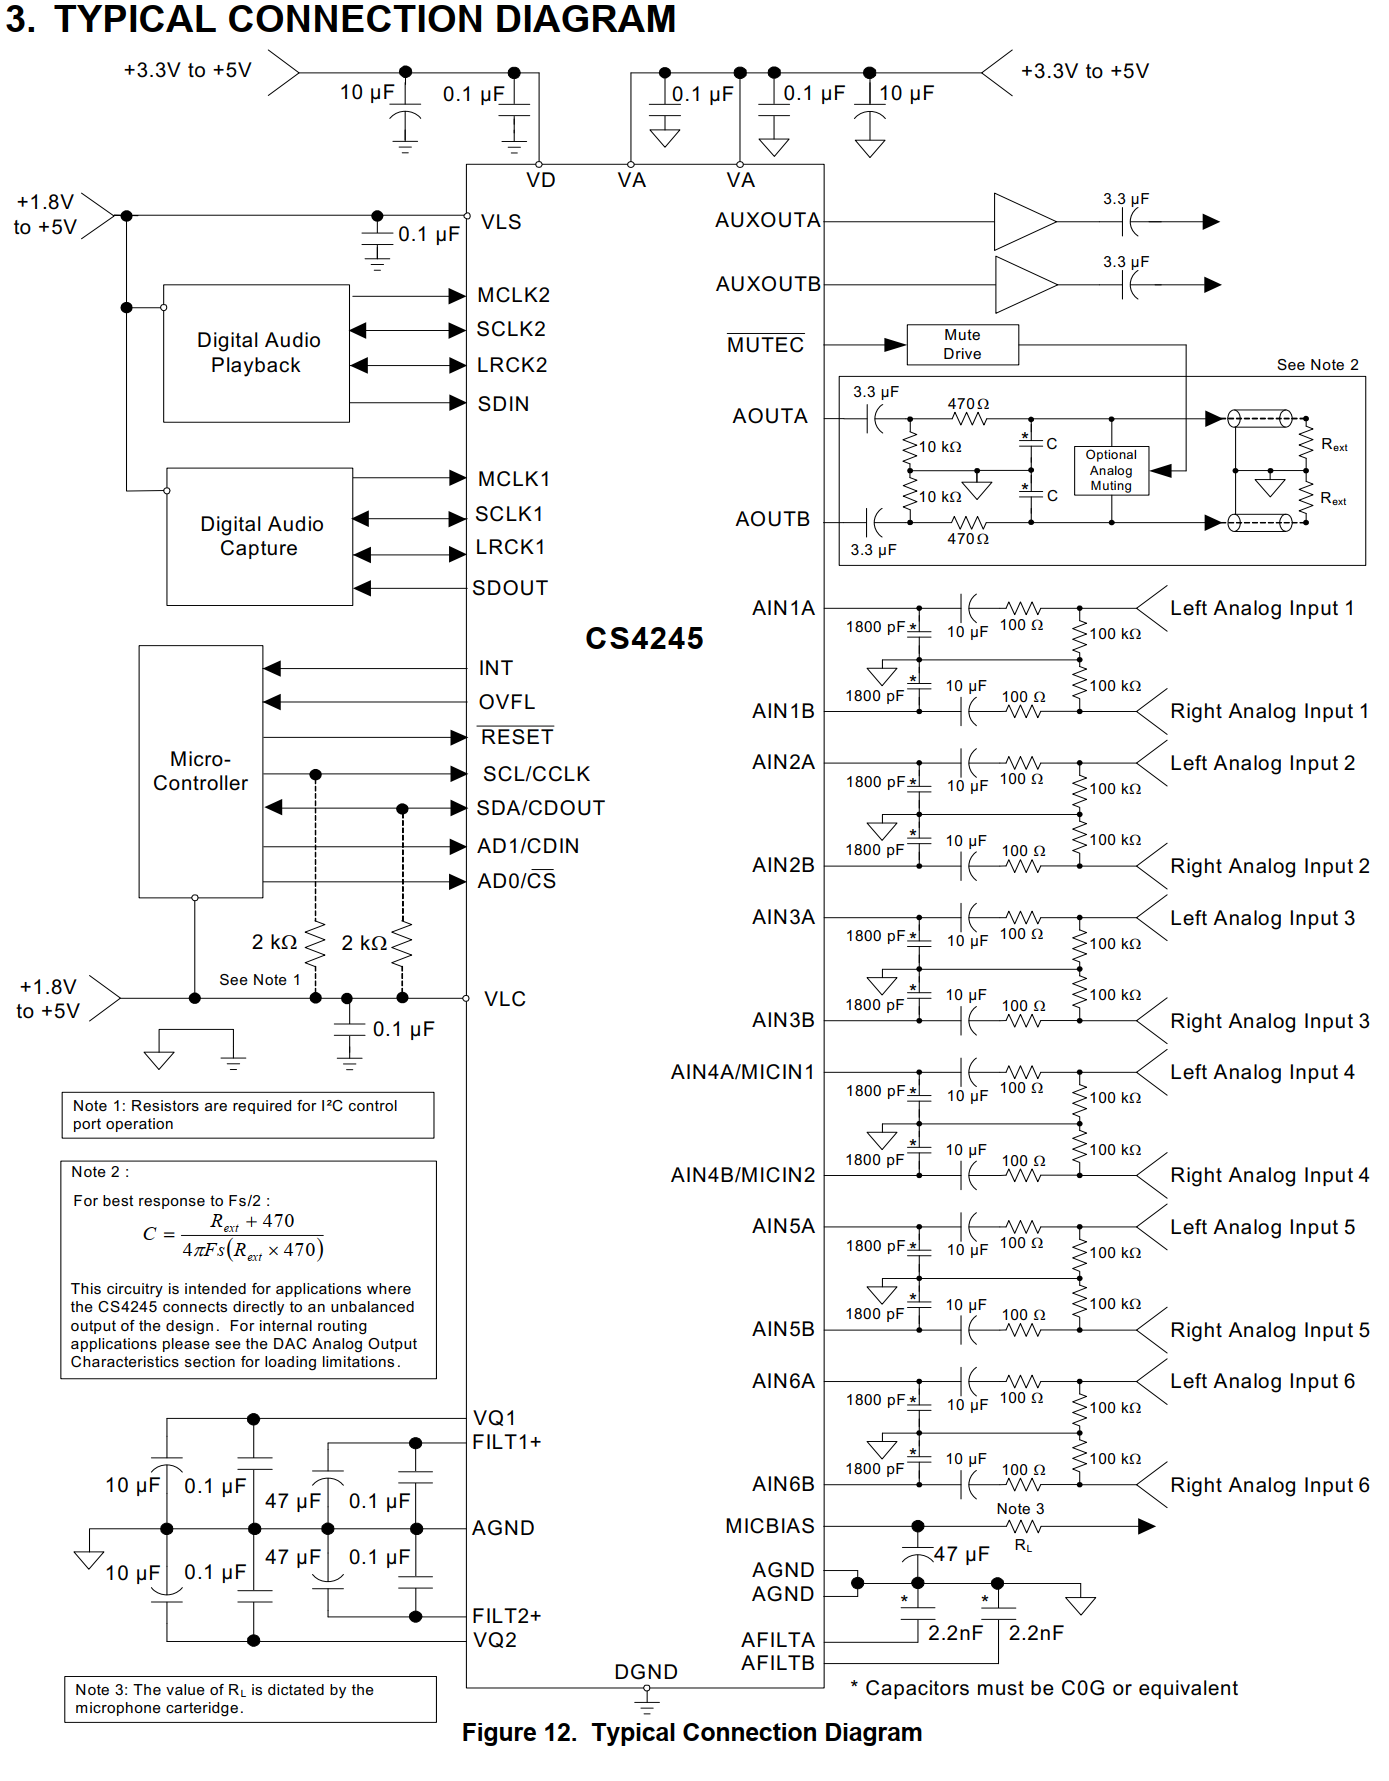 3. TYPICAL CONNECTION DIAGRAM
+3.3V to +5V
10 µF
0.1 µF
0.1 µF
0.1 µF
10 µF
+3.3V to +5V
VD
VA
VA
+1.8V
to +5V
0.1 µF
VLS
Digital Audio
Playback
MCLK2
SCLK2
LRCK2
SDIN
Digital Audio
Capture
MCLK1
SCLK1
LRCK1
SDOUT
Micro-
Controller
INT
OVFL
RESET
SCL/CCLK
SDA/CDOUT
AD1/CDIN
AD0/CS
2 kΩ
2 kΩ
See Note 1
+1.8V
to +5V
VLC
0.1 µF
Note 1: Resistors are required for I²C control
port operation
Note 2 :
For best response to Fs/2 :
C = (Rext + 470) / (4πFs(Rext × 470))
This circuitry is intended for applications where
the CS4245 connects directly to an unbalanced
output of the design. For internal routing
applications please see the DAC Analog Output
Characteristics section for loading limitations.
VQ1
FILT1+
10 µF
0.1 µF
47 µF
0.1 µF
AGND
10 µF
0.1 µF
47 µF
0.1 µF
FILT2+
VQ2
Note 3: The value of RL is dictated by the
microphone carteridge.
CS4245
DGND
AUXOUTA
3.3 µF
AUXOUTB
3.3 µF
MUTEC
Mute
Drive
See Note 2
AOUTA
3.3 µF
470Ω
10 kΩ
* C
Optional
Analog
Muting
Rext
10 kΩ
* C
Rext
AOUTB
3.3 µF
470Ω
AIN1A
1800 pF *
10 µF
100 Ω
100 kΩ
Left Analog Input 1
AIN1B
1800 pF *
10 µF
100 Ω
100 kΩ
Right Analog Input 1
AIN2A
1800 pF *
10 µF
100 Ω
100 kΩ
Left Analog Input 2
AIN2B
1800 pF *
10 µF
100 Ω
100 kΩ
Right Analog Input 2
AIN3A
1800 pF *
10 µF
100 Ω
100 kΩ
Left Analog Input 3
AIN3B
1800 pF *
10 µF
100 Ω
100 kΩ
Right Analog Input 3
AIN4A/MICIN1
1800 pF *
10 µF
100 Ω
100 kΩ
Left Analog Input 4
AIN4B/MICIN2
1800 pF *
10 µF
100 Ω
100 kΩ
Right Analog Input 4
AIN5A
1800 pF *
10 µF
100 Ω
100 kΩ
Left Analog Input 5
AIN5B
1800 pF *
10 µF
100 Ω
100 kΩ
Right Analog Input 5
AIN6A
1800 pF *
10 µF
100 Ω
100 kΩ
Left Analog Input 6
AIN6B
1800 pF *
10 µF
100 Ω
100 kΩ
Right Analog Input 6
MICBIAS
Note 3
RL
47 µF
AGND
AGND
* 2.2nF
* 2.2nF
AFILTA
AFILTB
* Capacitors must be C0G or equivalent
Figure 12. Typical Connection Diagram